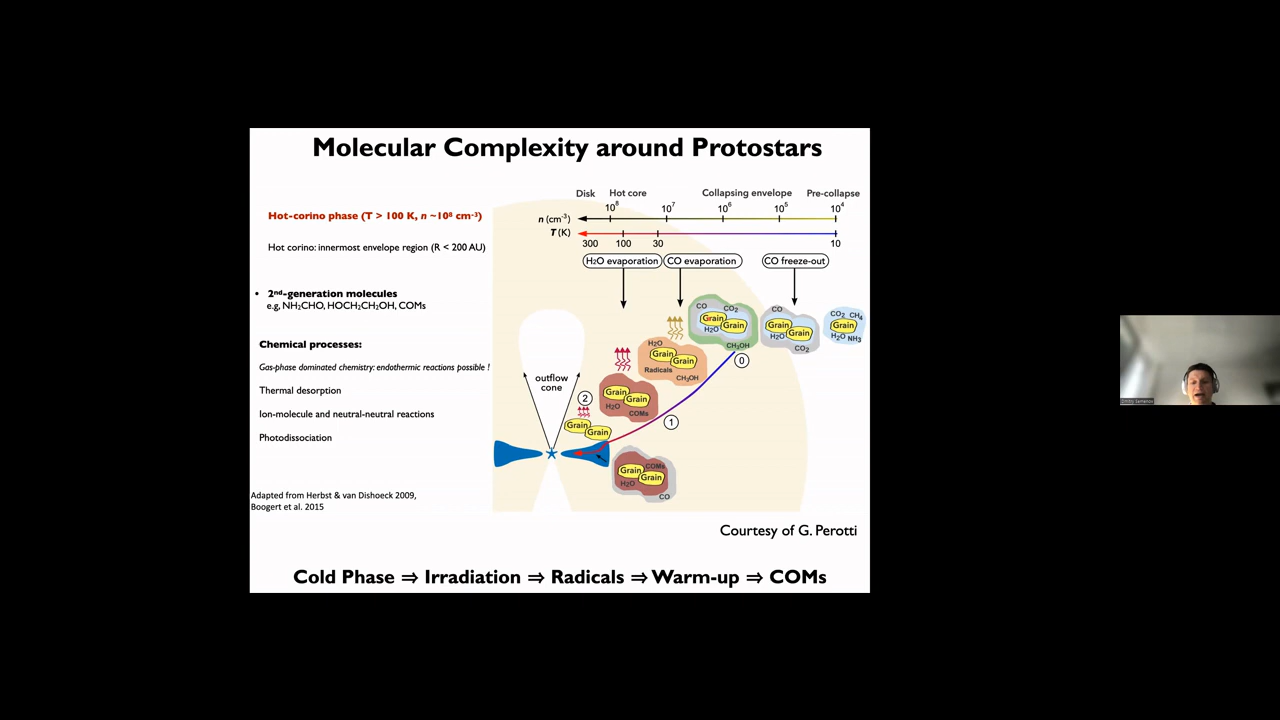 Molecular Complexity around Protostars
Disk Hot core Collapsing envelope Pre-collapse
10⁸ 10⁷ 10⁶ 10⁵ 10⁴
n (cm⁻³)
T (K)
300 100 30 10
H₂O evaporation CO evaporation CO freeze-out
Hot-corino phase (T > 100 K, n ~10⁸ cm⁻³)
Hot corino: innermost envelope region (R < 200 AU)
• 2ⁿᵈ-generation molecules
e.g, NH₂CHO, HOCH₂CH₂OH, COMs
Chemical processes:
Gas-phase dominated chemistry: endothermic reactions possible !
Thermal desorption
Ion-molecule and neutral-neutral reactions
Photodissociation
CO CO₂
Grain
Grain
H₂O
CH₃OH
CO
Grain
Grain
H₂O
CO₂
CO₂ CH₄
Grain
H₂O NH₃
H₂O
Grain
Grain
Radicals
CH₃OH
0
Grain
Grain
H₂O
COMs
outflow
cone
2
1
Grain
Grain
Grain
COMs
Grain
H₂O
CO
Adapted from Herbst & van Dishoeck 2009,
Boogert et al. 2015
Courtesy of G. Perotti
Cold Phase ⇒ Irradiation ⇒ Radicals ⇒ Warm-up ⇒ COMs